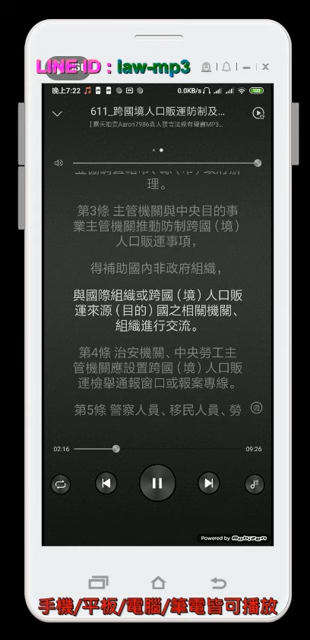 LINE ID : law-mp3
晚上7:22
0.0KB/s
611_跨國境人口販運防制及...
理。
第3條 主管機關與中央目的事
業主管機關推動防制跨國（境）
人口販運事項，
得補助國內非政府組織，
與國際組織或跨國（境）人口販
運來源（目的）國之相關機關、
組織進行交流。
第4條 治安機關、中央勞工主
管機關應設置跨國（境）人口販
運檢舉通報窗口或報案專線。
第5條 警察人員、移民人員、勞
02:16
09:26
Powered by
手機/平板/電腦/筆電皆可播放